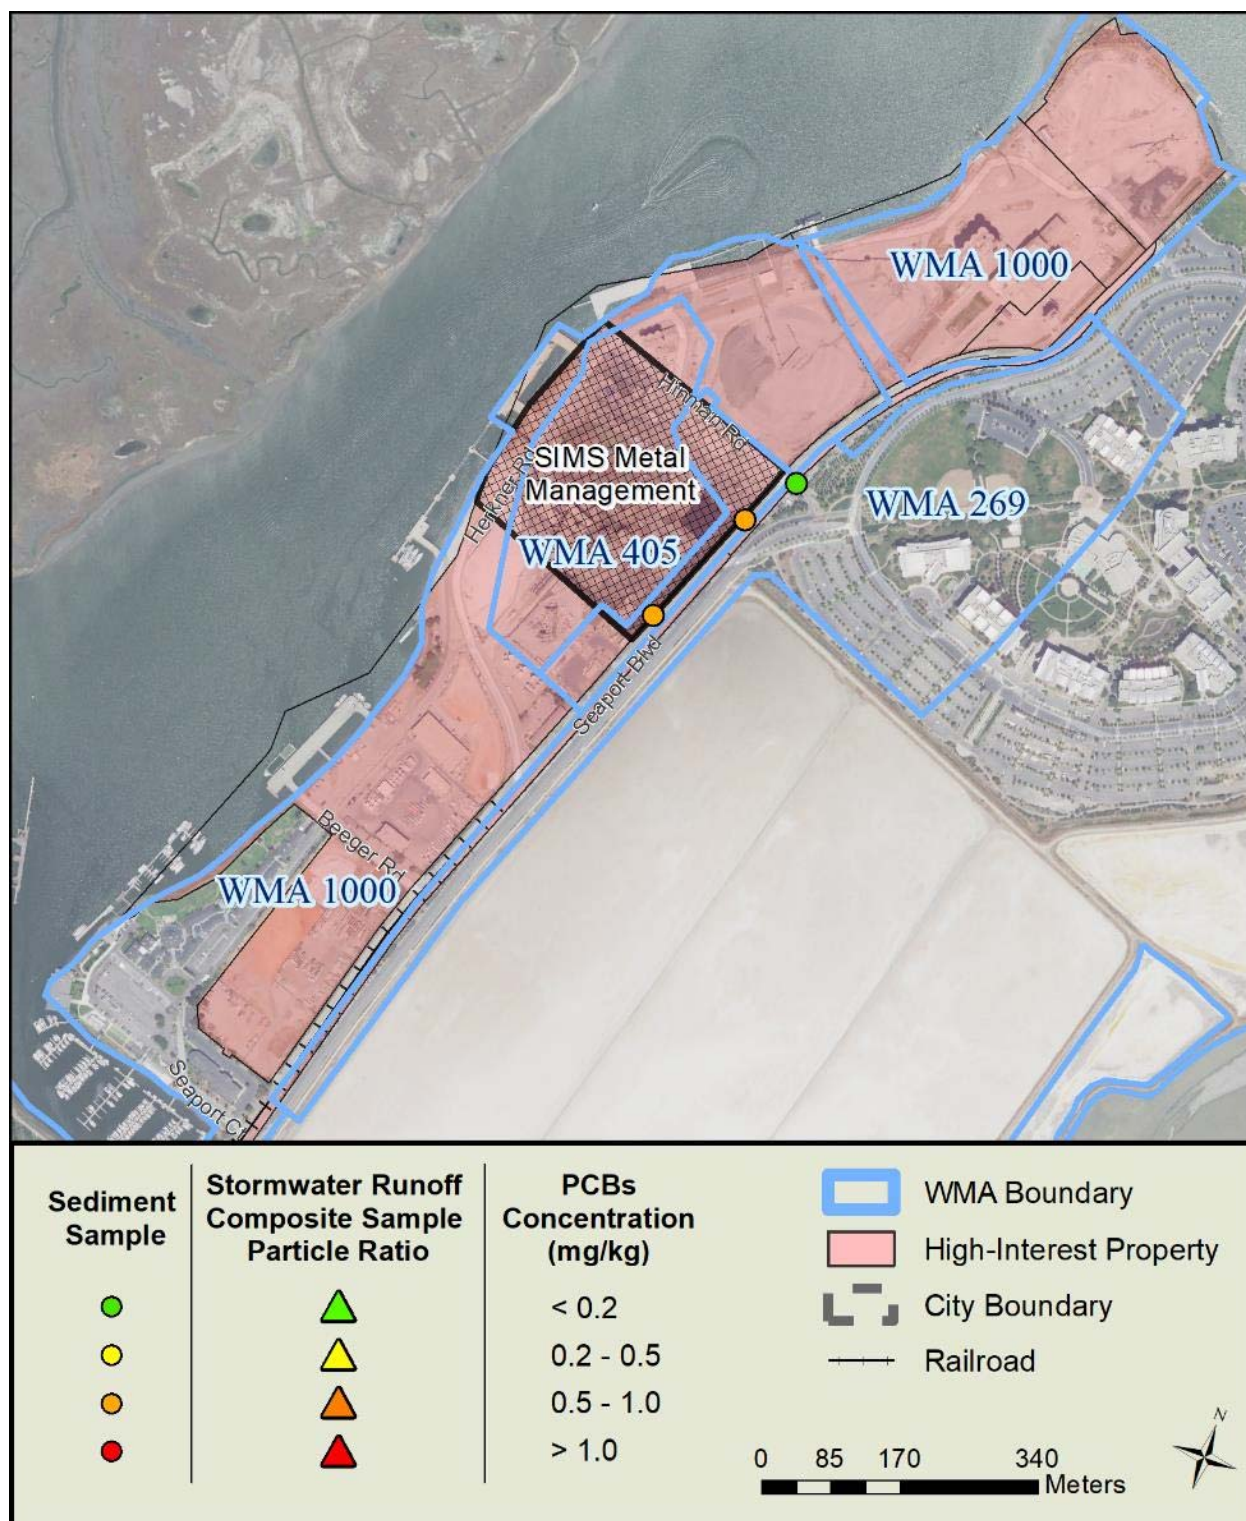 WMA 1000
Hinman Rd
SIMS Metal
Management
Herkner Rd
WMA 269
WMA 405
Seaport Blvd
Beeger Rd
WMA 1000
Seaport Ct
Sediment
Sample
Stormwater Runoff
Composite Sample
Particle Ratio
PCBs
Concentration
(mg/kg)
< 0.2
0.2 - 0.5
0.5 - 1.0
> 1.0
WMA Boundary
High-Interest Property
City Boundary
Railroad
N
0 85 170 340
Meters